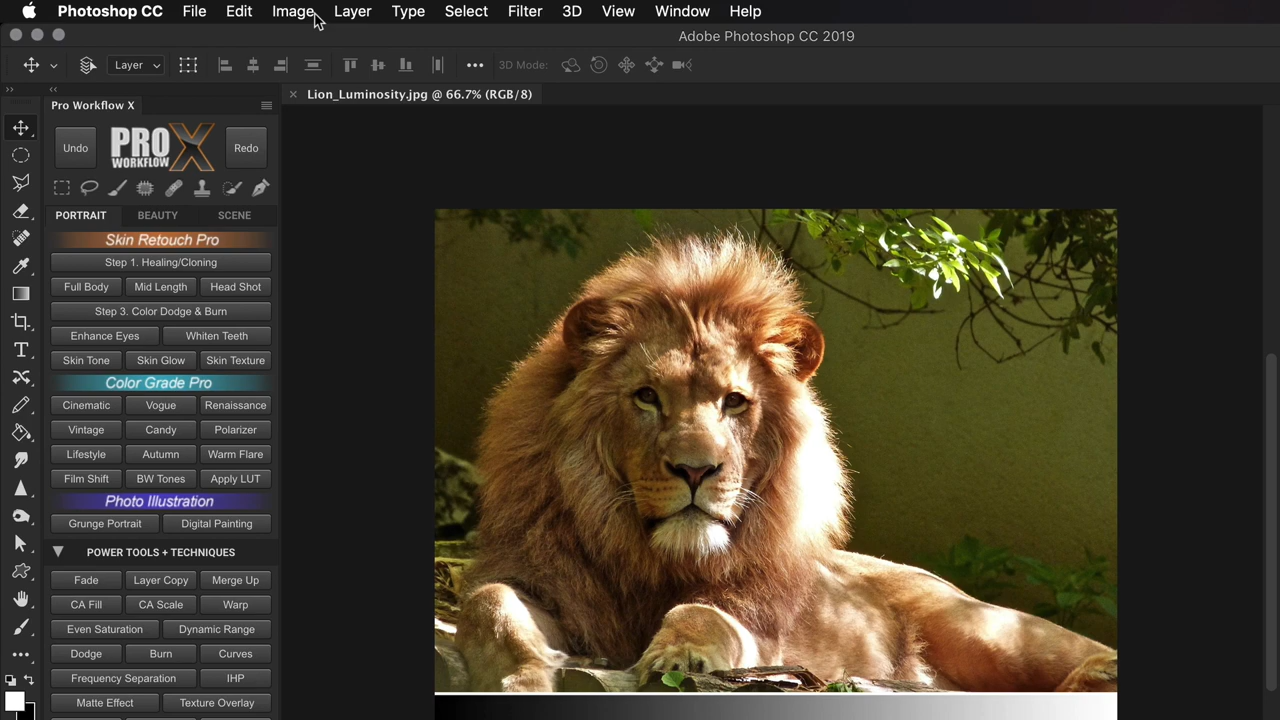 Photoshop CC File Edit Image Layer Type Select Filter 3D View Window Help
Adobe Photoshop CC 2019
Layer 3D Mode:
Pro Workflow X
Lion_Luminosity.jpg @ 66.7% (RGB/8)
Undo PRO WORKFLOW X Redo
PORTRAIT BEAUTY SCENE
Skin Retouch Pro
Step 1. Healing/Cloning
Full Body Mid Length Head Shot
Step 3. Color Dodge & Burn
Enhance Eyes Whiten Teeth
Skin Tone Skin Glow Skin Texture
Color Grade Pro
Cinematic Vogue Renaissance
Vintage Candy Polarizer
Lifestyle Autumn Warm Flare
Film Shift BW Tones Apply LUT
Photo Illustration
Grunge Portrait Digital Painting
POWER TOOLS + TECHNIQUES
Fade Layer Copy Merge Up
CA Fill CA Scale Warp
Even Saturation Dynamic Range
Dodge Burn Curves
Frequency Separation IHP
Matte Effect Texture Overlay